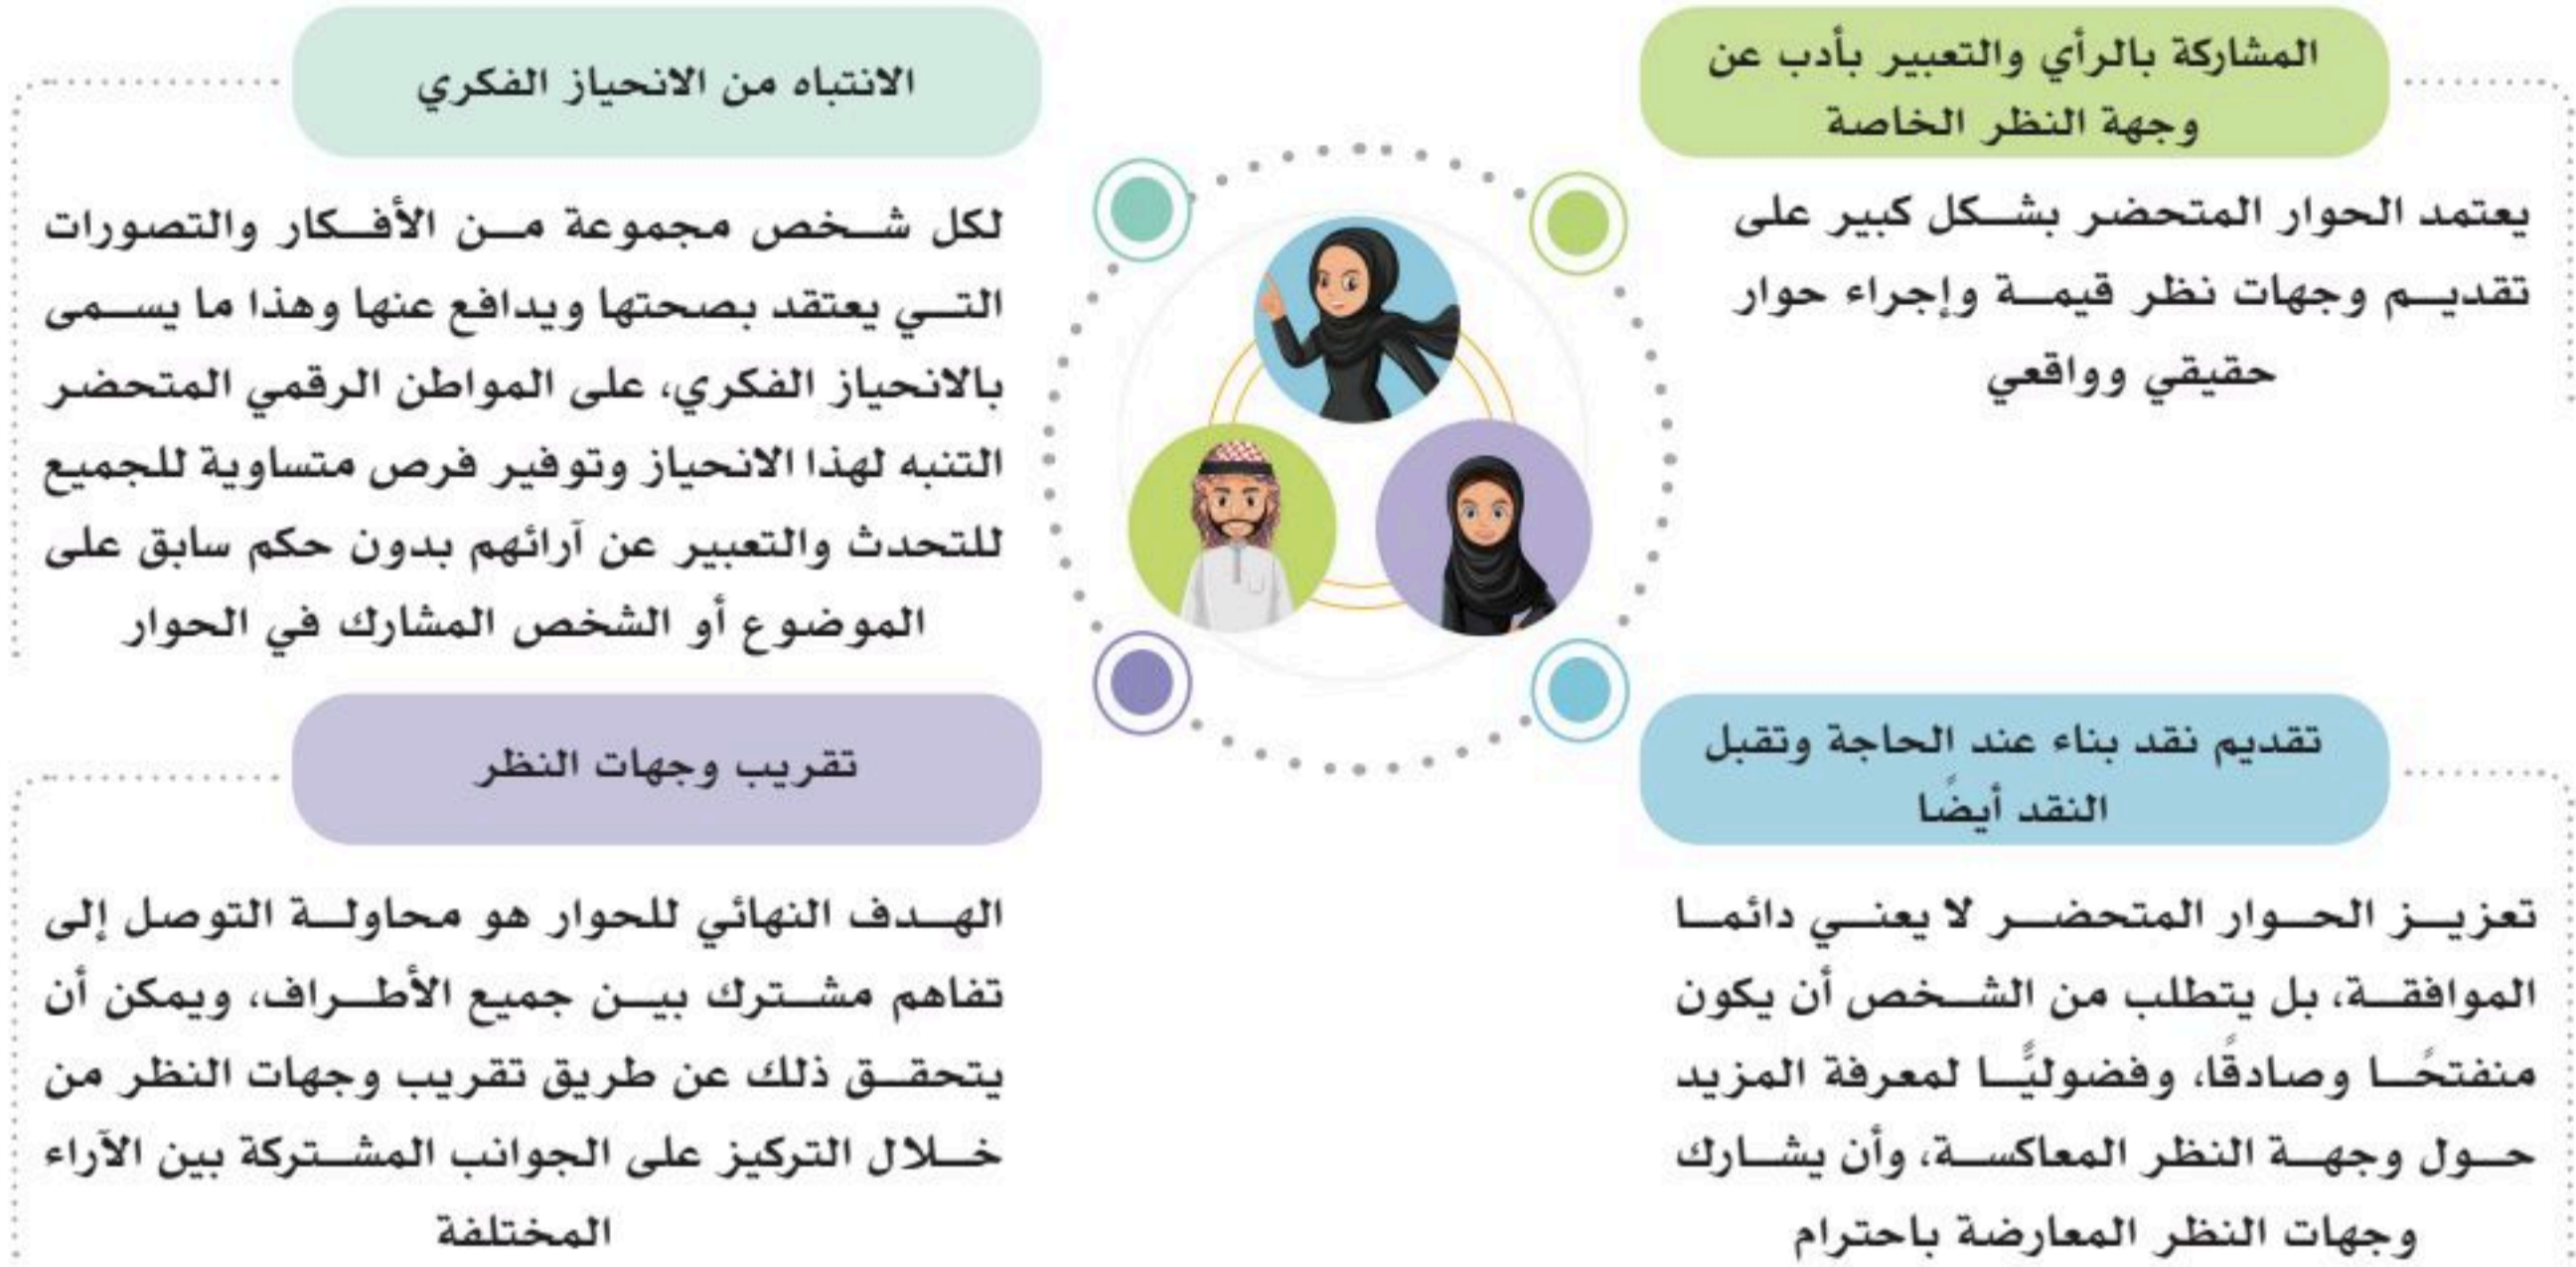 المشاركة بالرأي والتعبير بأدب عن
وجهة النظر الخاصة
يعتمد الحوار المتحضر بشكل كبير على
تقديم وجهات نظر قيمة وإجراء حوار
حقيقي وواقعي
الانتباه من الانحياز الفكري
لكل شخص مجموعة من الأفكار والتصورات
التي يعتقد بصحتها ويدافع عنها وهذا ما يسمى
بالانحياز الفكري، على المواطن الرقمي المتحضر
التنبه لهذا الانحياز وتوفير فرص متساوية للجميع
للتحدث والتعبير عن آرائهم بدون حكم سابق على
الموضوع أو الشخص المشارك في الحوار
تقديم نقد بناء عند الحاجة وتقبل
النقد أيضًا
تعزيز الحوار المتحضر لا يعني دائما
الموافقة، بل يتطلب من الشخص أن يكون
منفتحًا وصادقًا، وفضوليًّا لمعرفة المزيد
حول وجهة النظر المعاكسة، وأن يشارك
وجهات النظر المعارضة باحترام
تقريب وجهات النظر
الهدف النهائي للحوار هو محاولة التوصل إلى
تفاهم مشترك بين جميع الأطراف، ويمكن أن
يتحقق ذلك عن طريق تقريب وجهات النظر من
خلال التركيز على الجوانب المشتركة بين الآراء
المختلفة